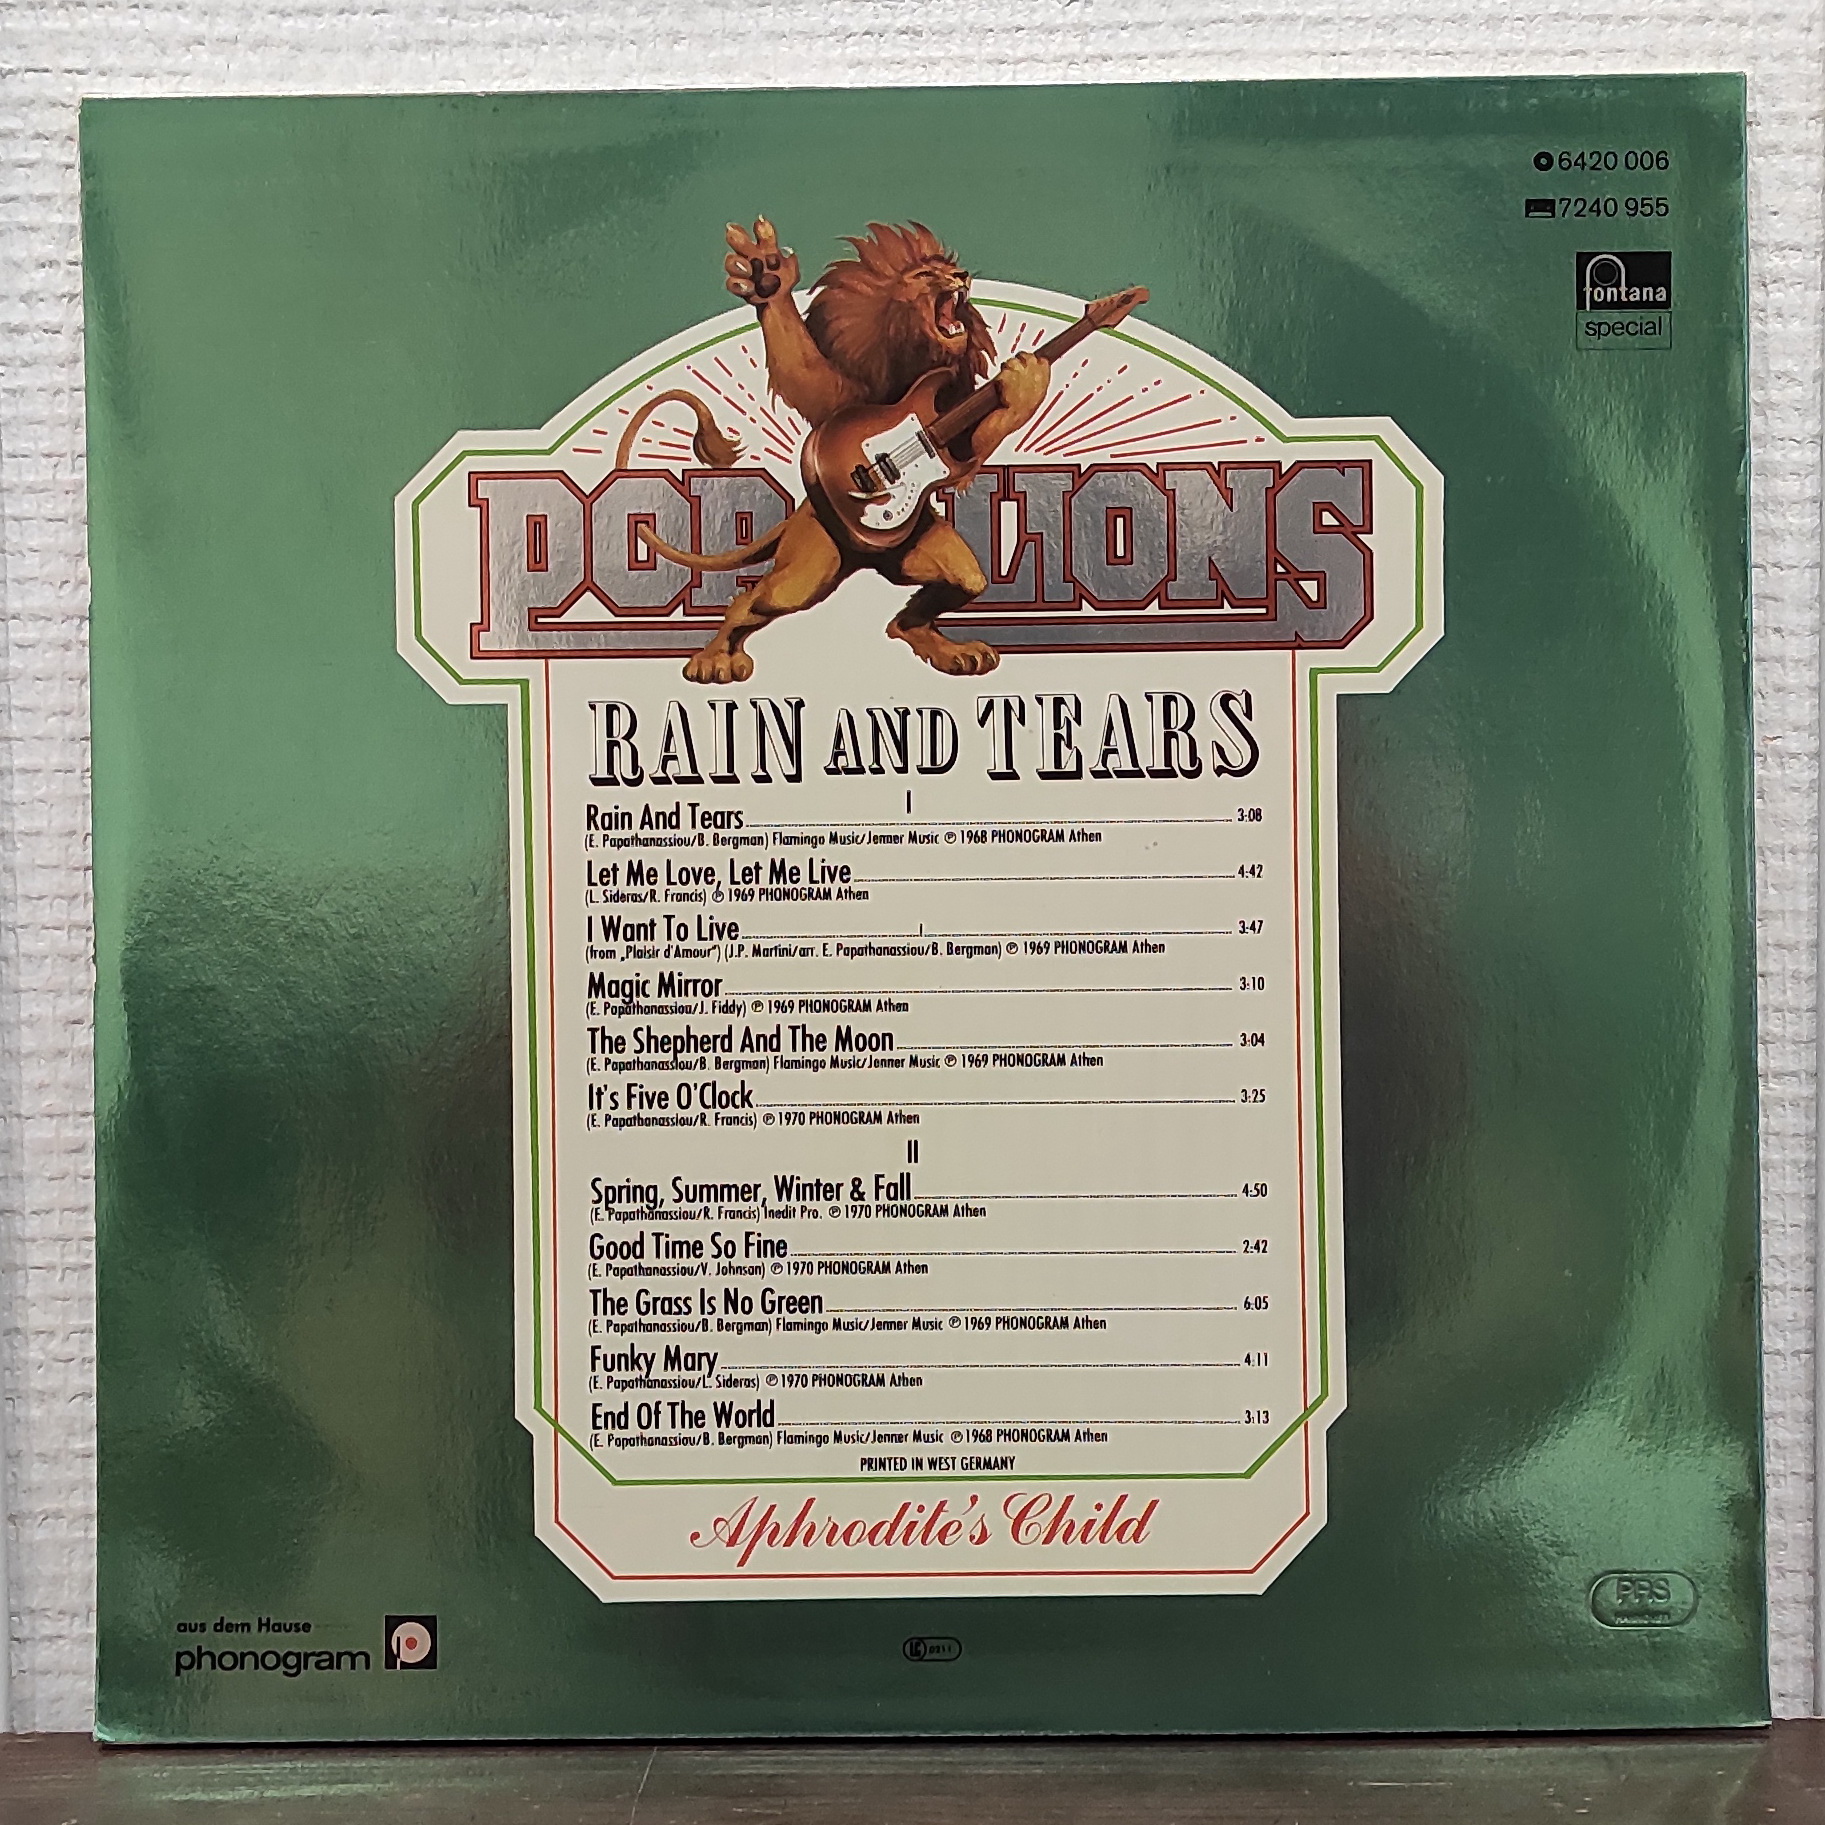 6420 006
7240 955
fontana
special
POP LIONS
RAIN AND TEARS
I
Rain And Tears 3:08
(E. Papathanassiou/B. Bergman) Flamingo Music/Jenner Music ℗ 1968 PHONOGRAM Athen
Let Me Love, Let Me Live 4:42
(L. Sideras/R. Francis) ℗ 1969 PHONOGRAM Athen
I Want To Live 3:47
(from „Plaisir d'Amour") (J.P. Martini/arr. E. Papathanassiou/B. Bergman) ℗ 1969 PHONOGRAM Athen
Magic Mirror 3:10
(E. Papathanassiou/J. Fiddy) ℗ 1969 PHONOGRAM Athen
The Shepherd And The Moon 3:04
(E. Papathanassiou/B. Bergman) Flamingo Music/Jenner Music ℗ 1969 PHONOGRAM Athen
It's Five O'Clock 3:25
(E. Papathanassiou/R. Francis) ℗ 1970 PHONOGRAM Athen
II
Spring, Summer, Winter & Fall 4:50
(E. Papathanassiou/R. Francis) Inedit Pro. ℗ 1970 PHONOGRAM Athen
Good Time So Fine 2:42
(E. Papathanassiou/V. Johnson) ℗ 1970 PHONOGRAM Athen
The Grass Is No Green 6:05
(E. Papathanassiou/B. Bergman) Flamingo Music/Jenner Music ℗ 1969 PHONOGRAM Athen
Funky Mary 4:11
(E. Papathanassiou/L. Sideras) ℗ 1970 PHONOGRAM Athen
End Of The World 3:13
(E. Papathanassiou/B. Bergman) Flamingo Music/Jenner Music ℗ 1968 PHONOGRAM Athen
PRINTED IN WEST GERMANY
Aphrodite's Child
PRS
HANNOVER
aus dem Hause
phonogram
LC 0211